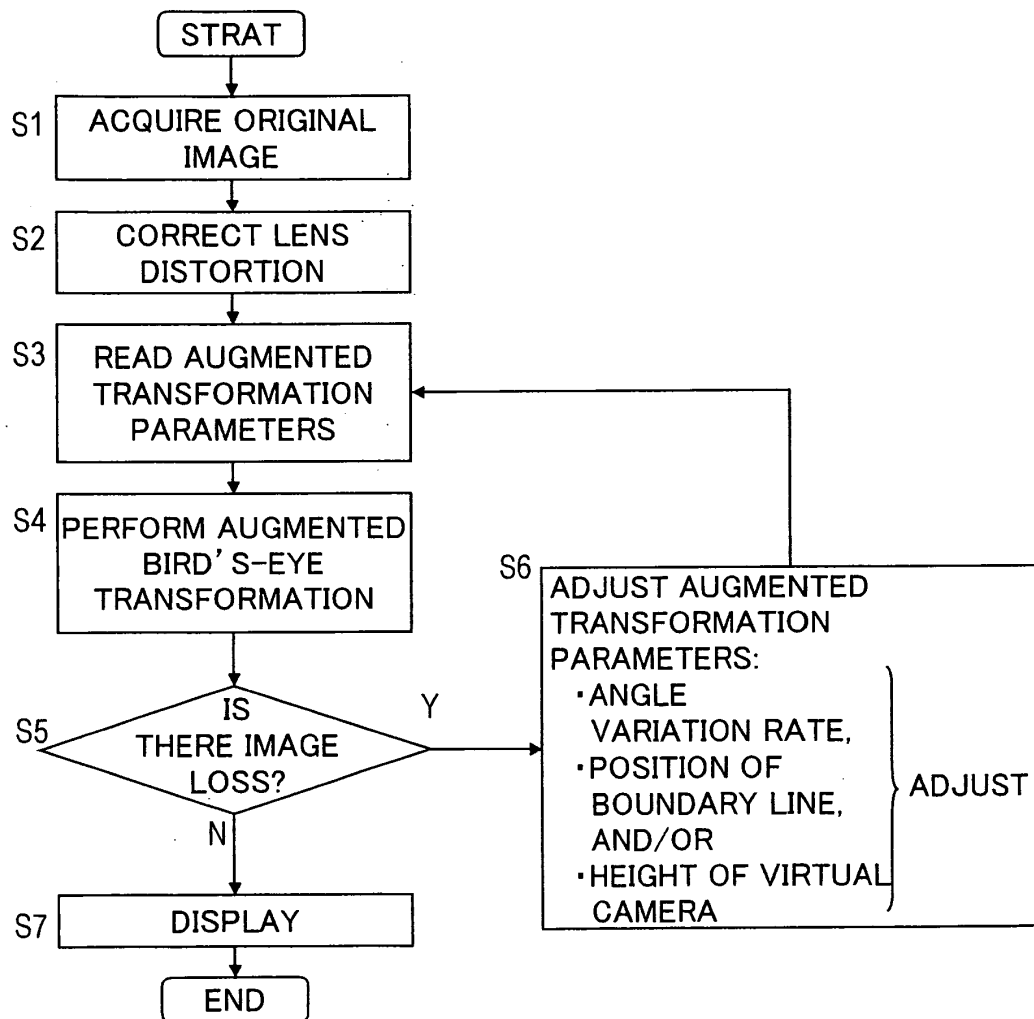 STRAT
S1
ACQUIRE ORIGINAL
IMAGE
S2
CORRECT LENS
DISTORTION
S3
READ AUGMENTED
TRANSFORMATION
PARAMETERS
S4
PERFORM AUGMENTED
BIRD'S-EYE
TRANSFORMATION
S5
IS
THERE IMAGE
LOSS?
Y
N
S6
ADJUST AUGMENTED
TRANSFORMATION
PARAMETERS:
・ANGLE
VARIATION RATE,
・POSITION OF
BOUNDARY LINE,
AND/OR
・HEIGHT OF VIRTUAL
CAMERA
ADJUST
S7
DISPLAY
END